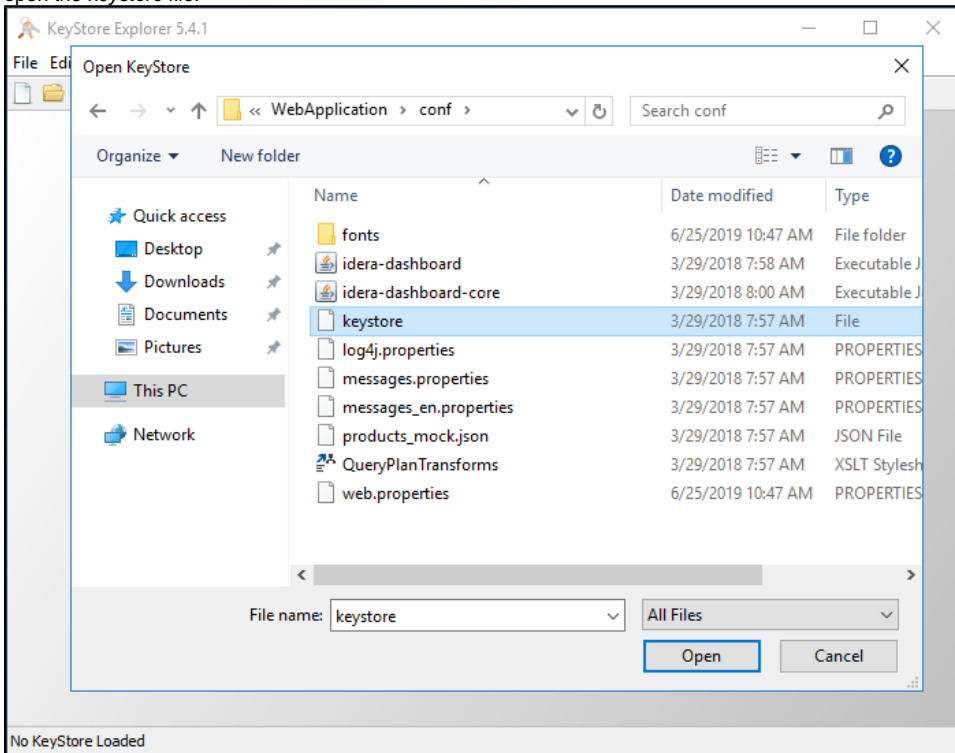 open the keystore file.
KeyStore Explorer 5.4.1
File Edi
Open KeyStore
« WebApplication > conf >
Search conf
Organize
New folder
Name
Date modified
Type
Quick access
Desktop
Downloads
Documents
Pictures
This PC
Network
fonts 6/25/2019 10:47 AM File folder
idera-dashboard 3/29/2018 7:58 AM Executable J
idera-dashboard-core 3/29/2018 8:00 AM Executable J
keystore 3/29/2018 7:57 AM File
log4j.properties 3/29/2018 7:57 AM PROPERTIES
messages.properties 3/29/2018 7:57 AM PROPERTIES
messages_en.properties 3/29/2018 7:57 AM PROPERTIES
products_mock.json 3/29/2018 7:57 AM JSON File
QueryPlanTransforms 3/29/2018 7:57 AM XSLT Stylesh
web.properties 6/25/2019 10:47 AM PROPERTIES
File name: keystore
All Files
Open
Cancel
No KeyStore Loaded